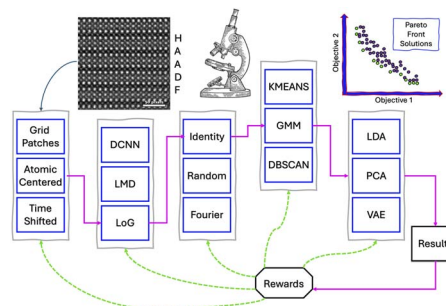 H
A
A
D
F
Pareto
Front
Solutions
Objective 2
Objective 1
Grid
Patches
Atomic
Centered
Time
Shifted
DCNN
LMD
LoG
Identity
Random
Fourier
KMEANS
GMM
DBSCAN
LDA
PCA
VAE
Result
Rewards